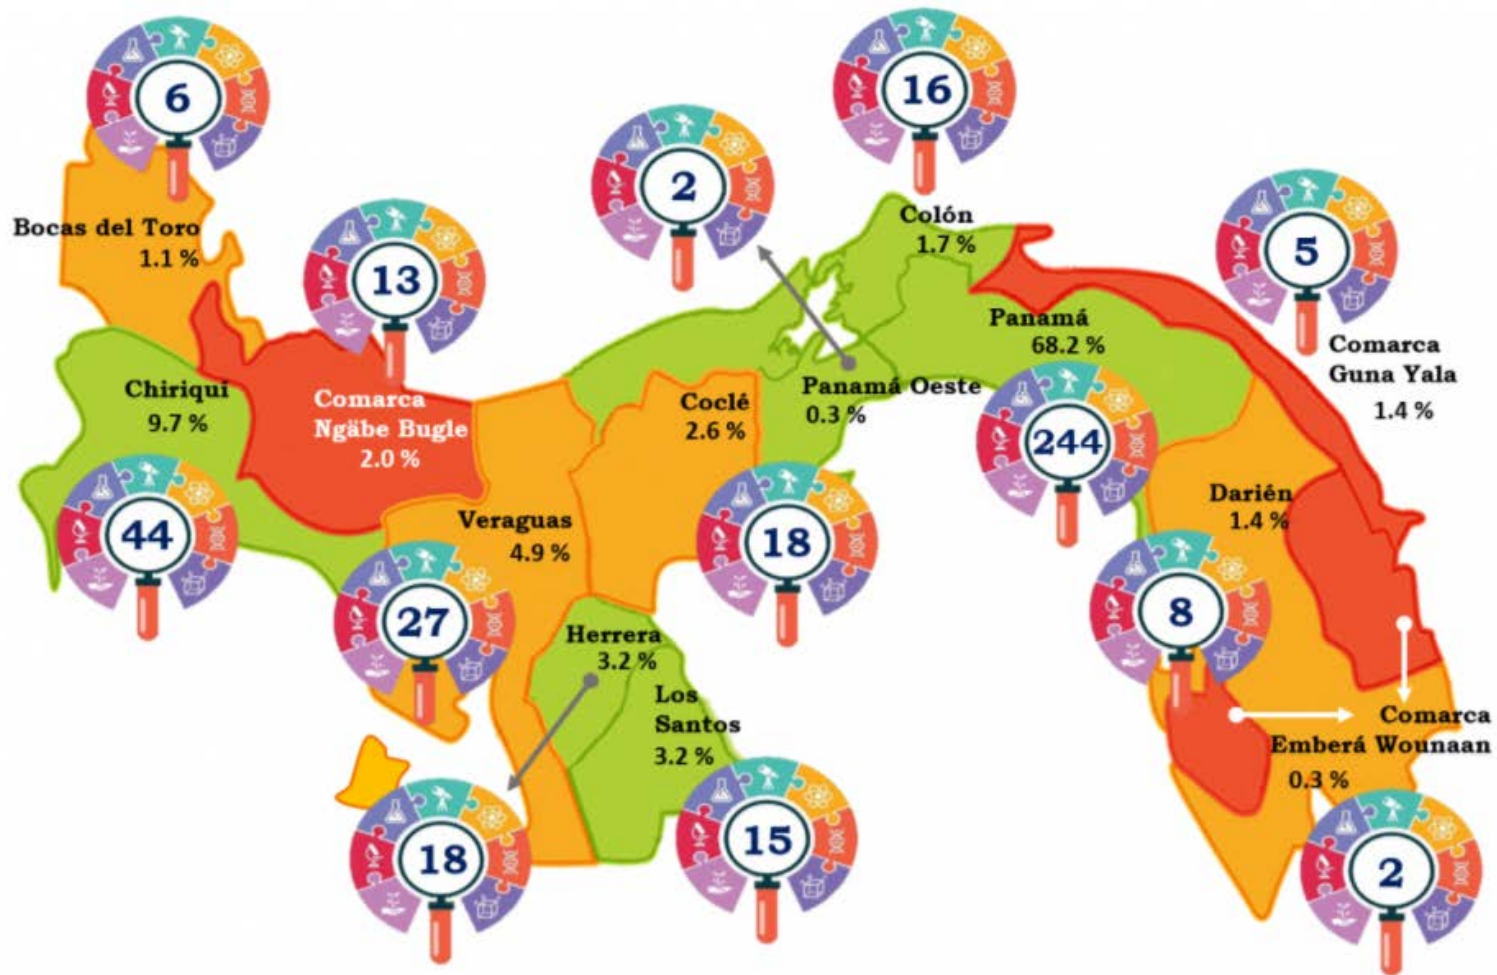 6
Bocas del Toro
1.1 %
13
2
16
Colón
1.7 %
5
Comarca
Guna Yala
1.4 %
Panamá
68.2 %
244
Panamá Oeste
0.3 %
Chiriqui
9.7 %
44
Comarca
Ngäbe Bugle
2.0 %
Coclé
2.6 %
18
Veraguas
4.9 %
27
Darién
1.4 %
8
Herrera
3.2 %
18
Los
Santos
3.2 %
15
Comarca
Emberá Wounaan
0.3 %
2